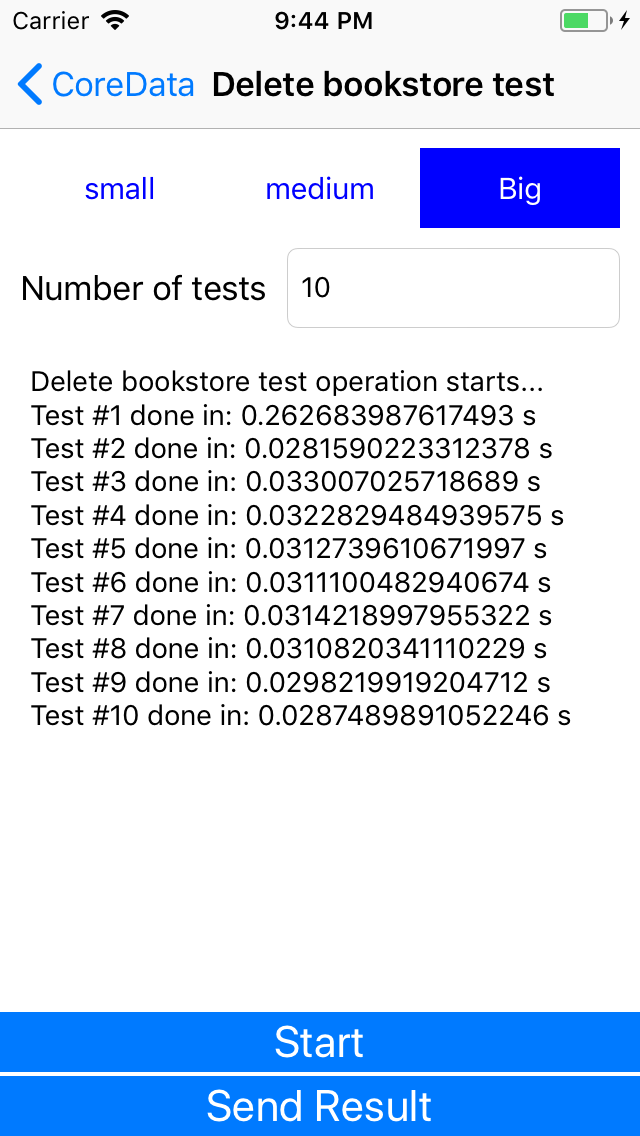 Carrier 9:44 PM
CoreData Delete bookstore test
small medium Big
Number of tests 10
Delete bookstore test operation starts...
Test #1 done in: 0.262683987617493 s
Test #2 done in: 0.0281590223312378 s
Test #3 done in: 0.033007025718689 s
Test #4 done in: 0.0322829484939575 s
Test #5 done in: 0.0312739610671997 s
Test #6 done in: 0.0311100482940674 s
Test #7 done in: 0.0314218997955322 s
Test #8 done in: 0.0310820341110229 s
Test #9 done in: 0.0298219919204712 s
Test #10 done in: 0.0287489891052246 s
Start
Send Result